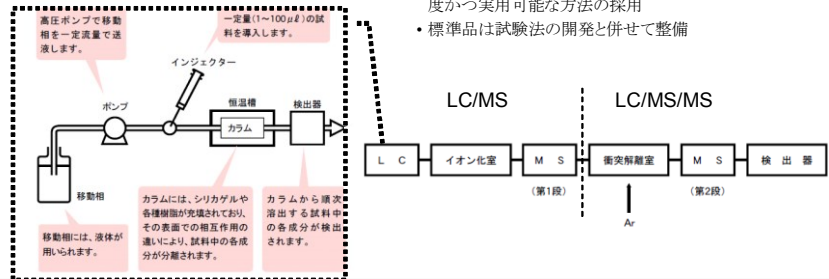 度かつ実用可能な方法の採用
• 標準品は試験法の開発と併せて整備
高圧ポンプで移動
相を一定流量で送
液します。
一定量(1～100μℓ)の試
料を導入します。
インジェクター
ポンプ
恒温槽
検出器
カラム
移動相
移動相には、液体が
用いられます。
カラムには、シリカゲルや
各種樹脂が充填されており、
その表面での相互作用の
違いにより、試料中の各成
分が分離されます。
カラムから順次
溶出する試料中
の各成分が検出
されます。
LC/MS
LC/MS/MS
L C
イオン化室
M S
衝突解離室
M S
検 出 器
(第1段)
(第2段)
Ar